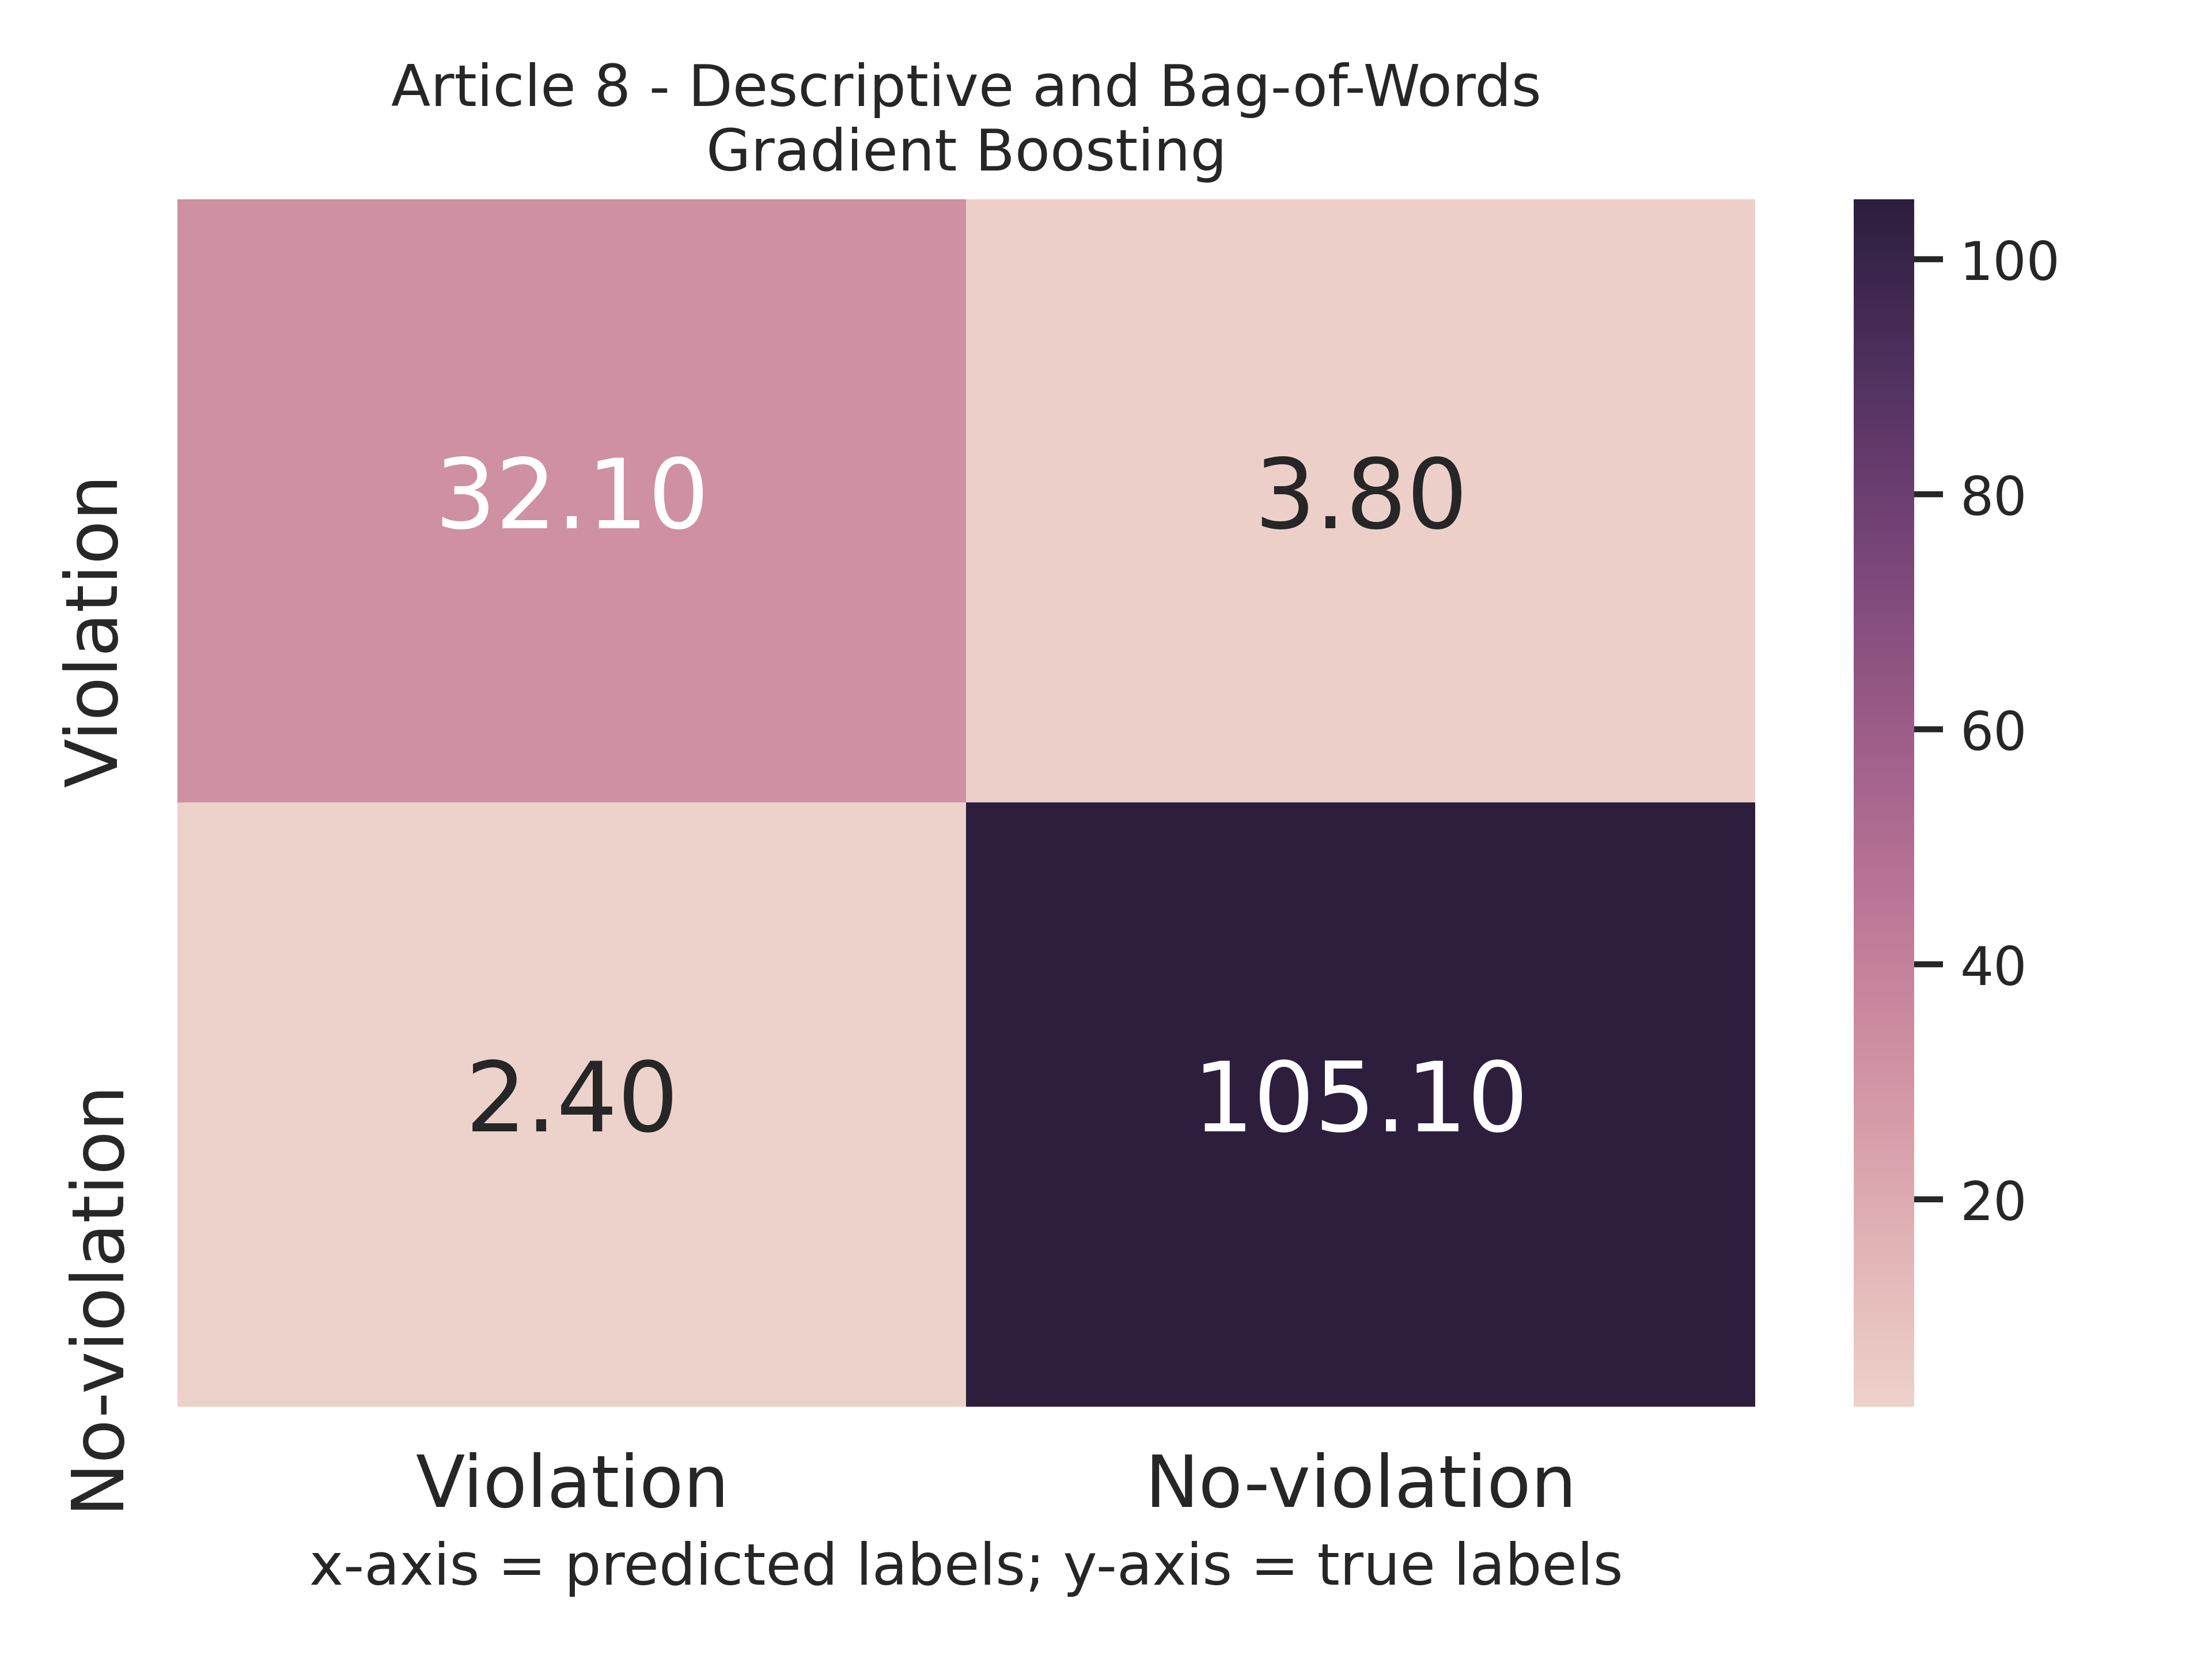 Article 8 - Descriptive and Bag-of-Words
Gradient Boosting
Violation
No-violation
32.10
3.80
2.40
105.10
Violation
No-violation
x-axis = predicted labels; y-axis = true labels
100
80
60
40
20